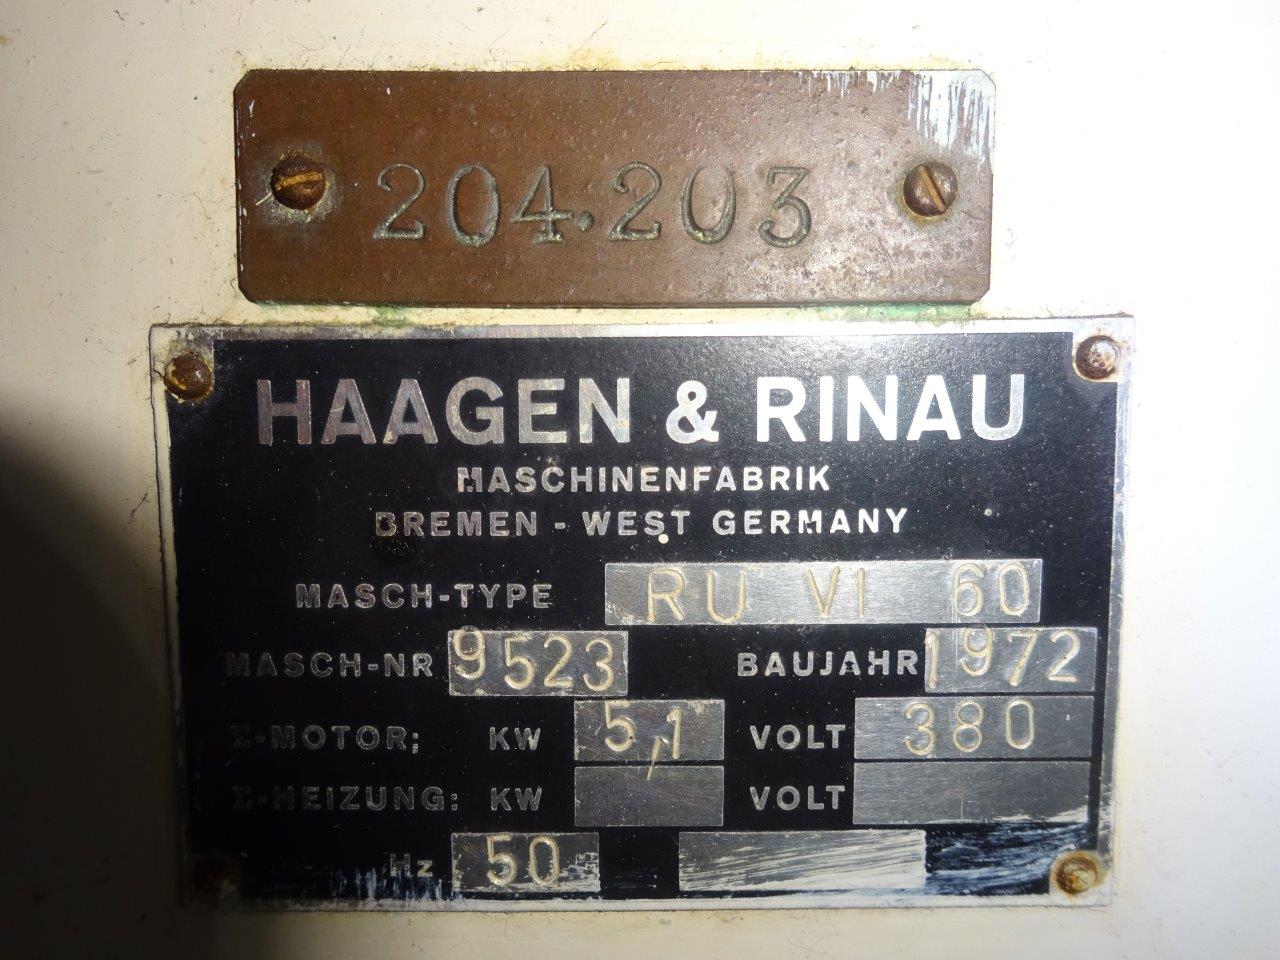 204.203
HAAGEN & RINAU
MASCHINENFABRIK
BREMEN - WEST GERMANY
MASCH-TYPE RU VI 60
MASCH-NR 9523 BAUJAHR 1972
Σ-MOTOR: KW 5,1 VOLT 380
Σ-HEIZUNG: KW VOLT
Hz 50